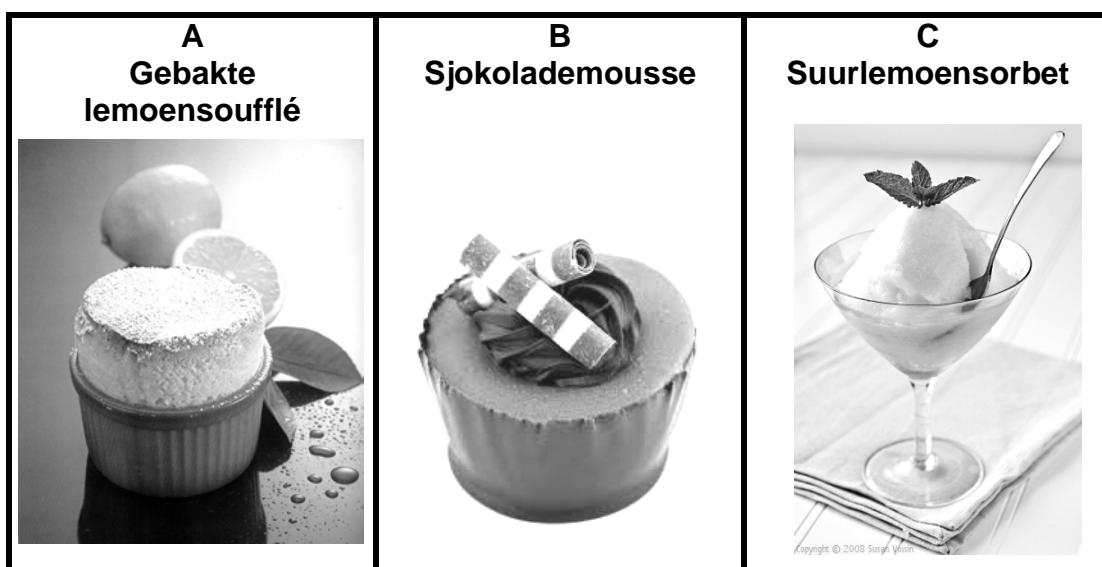 A
Gebakte
lemoensoufflé
B
Sjokolademousse
C
Suurlemoensorbet
Copyright © 2008 Susan Voisin